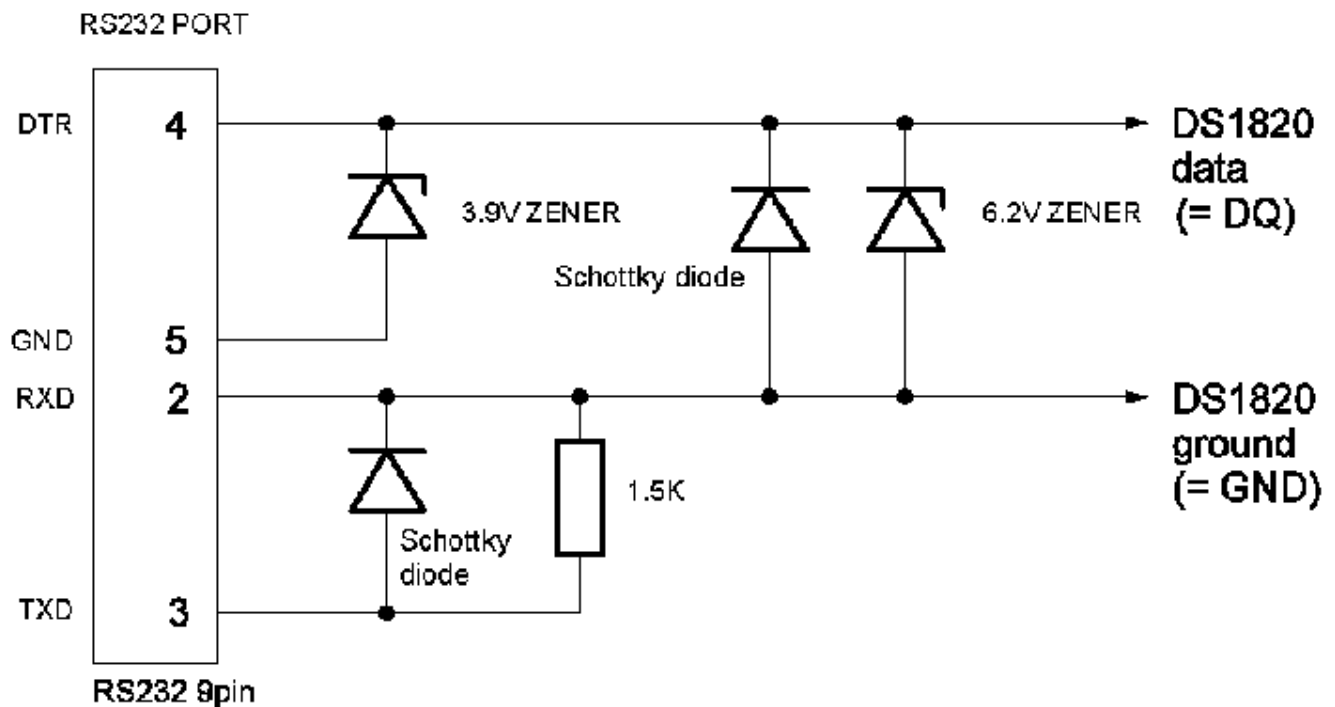 RS232 PORT
DTR
4
DS1820
data
(= DQ)
3.9V ZENER
6.2V ZENER
Schottky diode
GND
5
RXD
2
DS1820
ground
(= GND)
1.5K
Schottky
diode
TXD
3
RS232 9pin